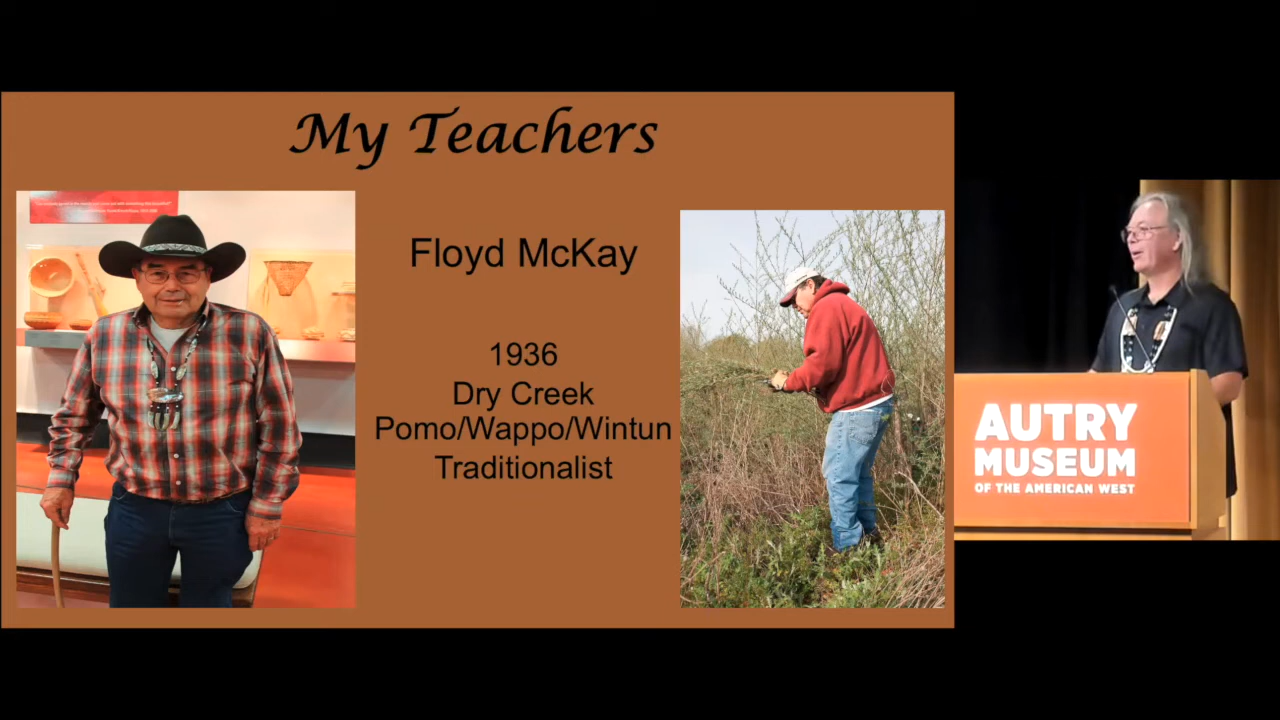 My Teachers
Floyd McKay
1936
Dry Creek
Pomo/Wappo/Wintun
Traditionalist
AUTRY
MUSEUM
OF THE AMERICAN WEST